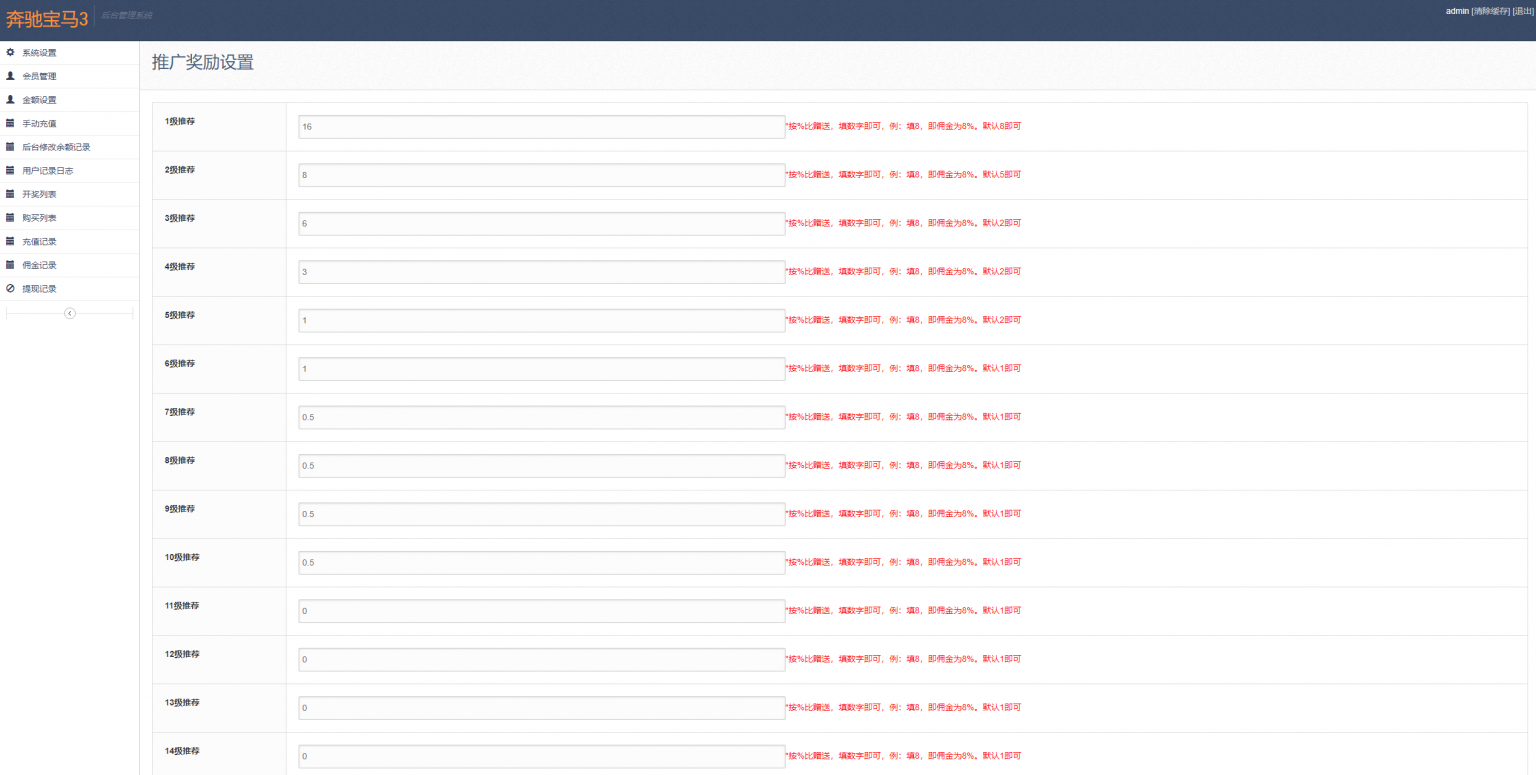 奔驰宝马3
后台管理系统
admin [清除缓存] [退出]
系统设置
会员管理
金额设置
手动充值
后台修改余额记录
用户记录日志
开奖列表
购买列表
充值记录
佣金记录
提现记录
推广奖励设置
1级推荐 16 *按%比赠送，填数字即可，例：填8，即佣金为8%。默认8即可
2级推荐 8 *按%比赠送，填数字即可，例：填8，即佣金为8%。默认5即可
3级推荐 6 *按%比赠送，填数字即可，例：填8，即佣金为8%。默认2即可
4级推荐 3 *按%比赠送，填数字即可，例：填8，即佣金为8%。默认2即可
5级推荐 1 *按%比赠送，填数字即可，例：填8，即佣金为8%。默认2即可
6级推荐 1 *按%比赠送，填数字即可，例：填8，即佣金为8%。默认1即可
7级推荐 0.5 *按%比赠送，填数字即可，例：填8，即佣金为8%。默认1即可
8级推荐 0.5 *按%比赠送，填数字即可，例：填8，即佣金为8%。默认1即可
9级推荐 0.5 *按%比赠送，填数字即可，例：填8，即佣金为8%。默认1即可
10级推荐 0.5 *按%比赠送，填数字即可，例：填8，即佣金为8%。默认1即可
11级推荐 0 *按%比赠送，填数字即可，例：填8，即佣金为8%。默认1即可
12级推荐 0 *按%比赠送，填数字即可，例：填8，即佣金为8%。默认1即可
13级推荐 0 *按%比赠送，填数字即可，例：填8，即佣金为8%。默认1即可
14级推荐 0 *按%比赠送，填数字即可，例：填8，即佣金为8%。默认1即可